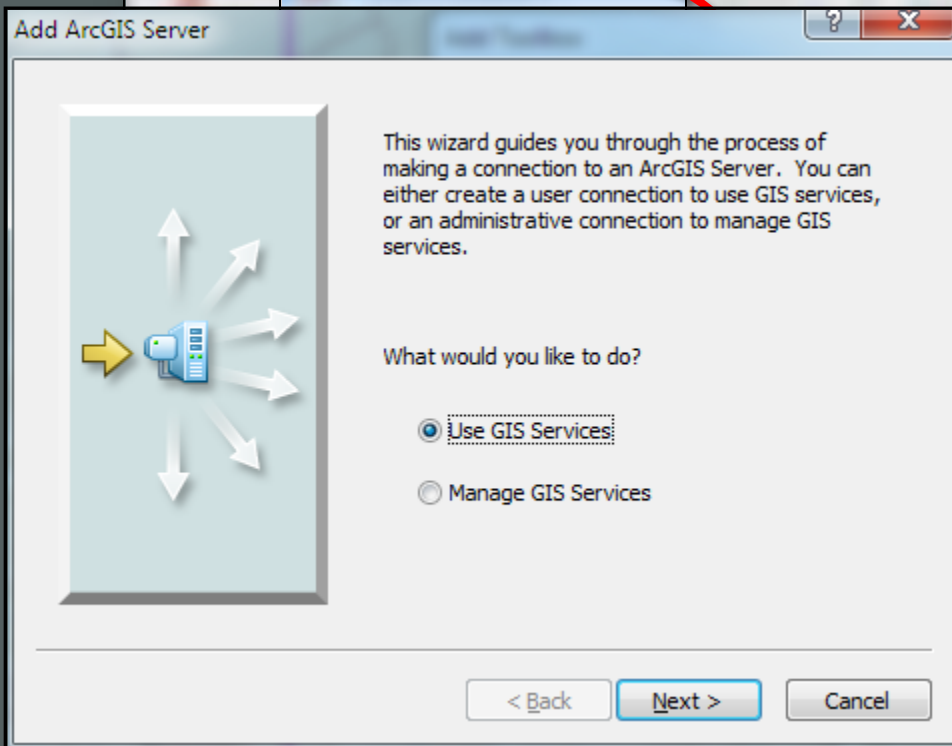 Add ArcGIS Server
?
X
This wizard guides you through the process of
making a connection to an ArcGIS Server. You can
either create a user connection to use GIS services,
or an administrative connection to manage GIS
services.
What would you like to do?
Use GIS Services
Manage GIS Services
< Back
Next >
Cancel